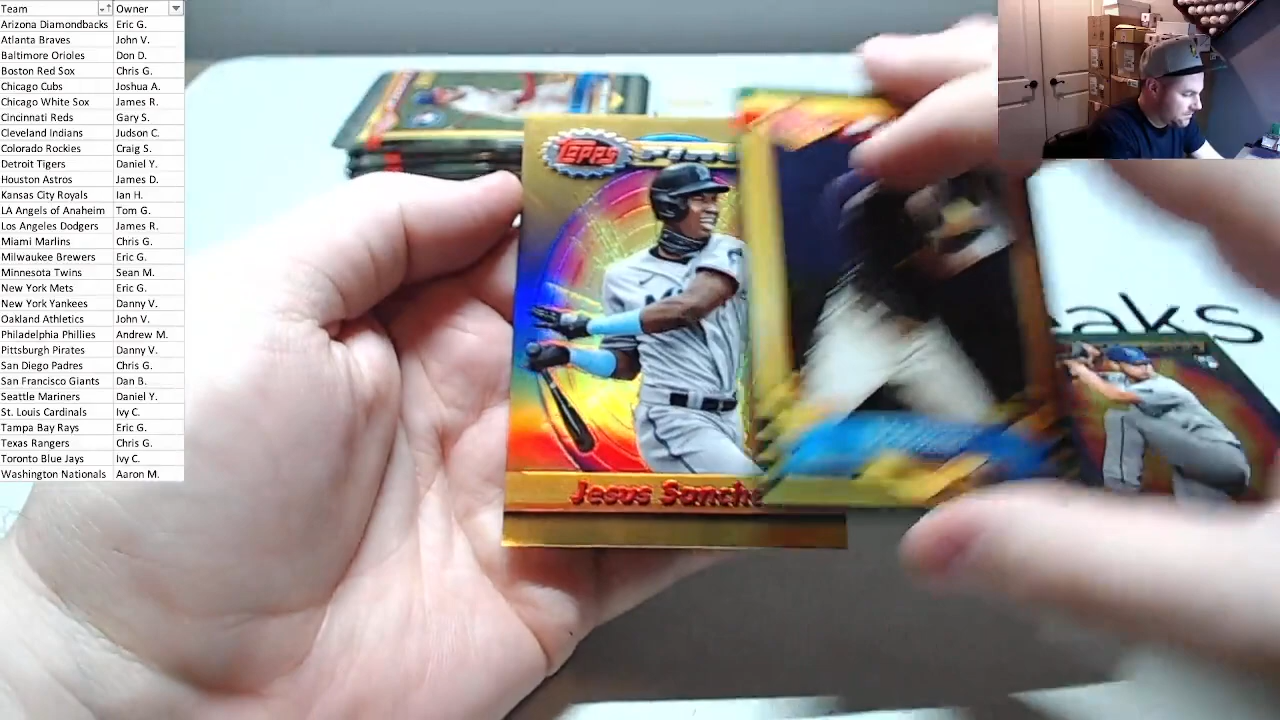 Team Owner
Arizona Diamondbacks Eric G.
Atlanta Braves John V.
Baltimore Orioles Don D.
Boston Red Sox Chris G.
Chicago Cubs Joshua A.
Chicago White Sox James R.
Cincinnati Reds Gary S.
Cleveland Indians Judson C.
Colorado Rockies Craig S.
Detroit Tigers Daniel Y.
Houston Astros James D.
Kansas City Royals Ian H.
LA Angels of Anaheim Tom G.
Los Angeles Dodgers James R.
Miami Marlins Chris G.
Milwaukee Brewers Eric G.
Minnesota Twins Sean M.
New York Mets Eric G.
New York Yankees Danny V.
Oakland Athletics John V.
Philadelphia Phillies Andrew M.
Pittsburgh Pirates Danny V.
San Diego Padres Chris G.
San Francisco Giants Dan B.
Seattle Mariners Daniel Y.
St. Louis Cardinals Ivy C.
Tampa Bay Rays Eric G.
Texas Rangers Chris G.
Toronto Blue Jays Ivy C.
Washington Nationals Aaron M.
Topps
Jesus Sanche
eaks